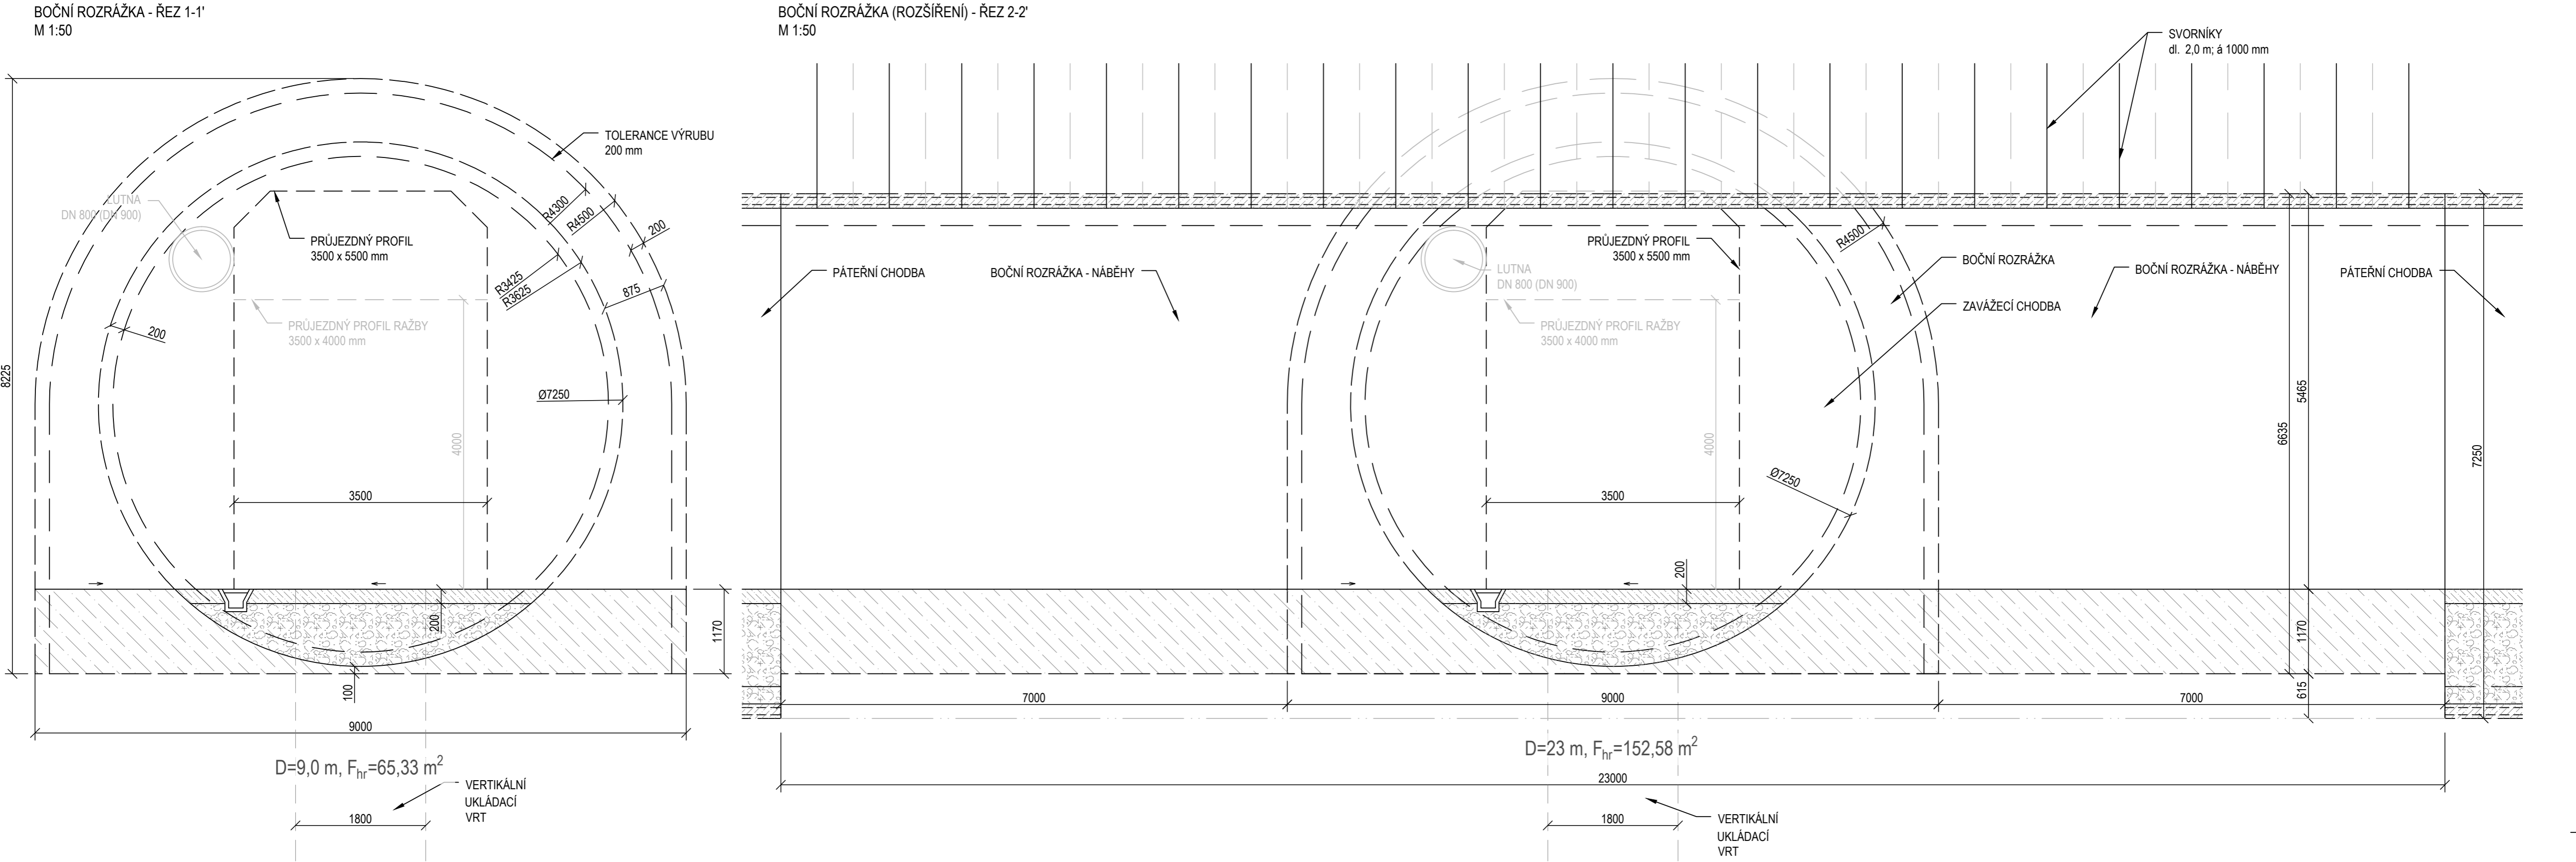 BOČNÍ ROZRÁŽKA - ŘEZ 1-1'
M 1:50
TOLERANCE VÝRUBU
200 mm
LUTNA
DN 800 (DN 900)
PRŮJEZDNÝ PROFIL
3500 x 5500 mm
PRŮJEZDNÝ PROFIL RAŽBY
3500 x 4000 mm
R4300
R4500
200
R3425
R3625
875
200
Ø7250
8225
4000
3500
200
1170
100
9000
D=9,0 m, Fhr=65,33 m2
VERTIKÁLNÍ
UKLÁDACÍ
VRT
1800
BOČNÍ ROZRÁŽKA (ROZŠÍŘENÍ) - ŘEZ 2-2'
M 1:50
SVORNÍKY
dl. 2,0 m; á 1000 mm
PÁTEŘNÍ CHODBA
BOČNÍ ROZRÁŽKA - NÁBĚHY
PRŮJEZDNÝ PROFIL
3500 x 5500 mm
LUTNA
DN 800 (DN 900)
PRŮJEZDNÝ PROFIL RAŽBY
3500 x 4000 mm
R4500
BOČNÍ ROZRÁŽKA
ZAVÁŽECÍ CHODBA
BOČNÍ ROZRÁŽKA - NÁBĚHY
PÁTEŘNÍ CHODBA
5465
6635
7250
4000
Ø7250
3500
200
1170
615
7000
9000
7000
D=23 m, Fhr=152,58 m2
23000
1800
VERTIKÁLNÍ
UKLÁDACÍ
VRT